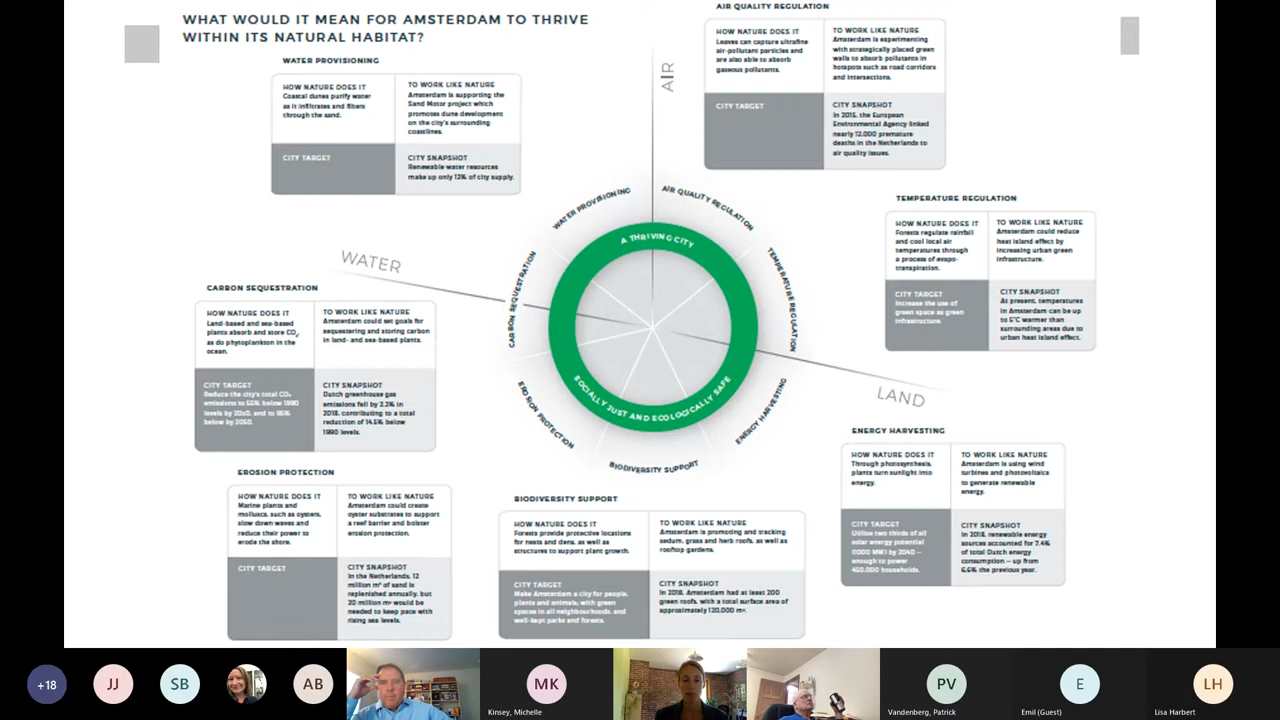 WHAT WOULD IT MEAN FOR AMSTERDAM TO THRIVE
WITHIN ITS NATURAL HABITAT?
WATER PROVISIONING
HOW NATURE DOES IT
Coastal dunes purify water
as it infiltrates and filters
through the sand.
TO WORK LIKE NATURE
Amsterdam is supporting the
Sand Motor project which
promotes dune development
on the city's surrounding
coastlines.
CITY TARGET
CITY SNAPSHOT
Renewable water resources
make up only 12% of city supply.
AIR QUALITY REGULATION
HOW NATURE DOES IT
Leaves can capture ultrafine
air-pollutant particles and
are also able to absorb
gaseous pollutants.
TO WORK LIKE NATURE
Amsterdam is experimenting
with strategically placed green
walls to absorb pollutants in
hotspots such as road corridors
and intersections.
CITY TARGET
CITY SNAPSHOT
In 2015, the European
Environmental Agency linked
nearly 12,000 premature
deaths in the Netherlands to
air quality issues.
TEMPERATURE REGULATION
HOW NATURE DOES IT
Forests regulate rainfall
and cool local air
temperatures through
a process of evapo-
transpiration.
TO WORK LIKE NATURE
Amsterdam could reduce
heat island effect by
increasing urban green
infrastructure.
CITY TARGET
Increase the use of
green space as green
infrastructure.
CITY SNAPSHOT
At present, temperatures
in Amsterdam can be up
to 5°C warmer than
surrounding areas due to
urban heat island effect.
AIR
WATER
LAND
WATER PROVISIONING
AIR QUALITY REGULATION
TEMPERATURE REGULATION
ENERGY HARVESTING
BIODIVERSITY SUPPORT
EROSION PROTECTION
CARBON SEQUESTRATION
A THRIVING CITY
SOCIALLY JUST AND ECOLOGICALLY SAFE
CARBON SEQUESTRATION
HOW NATURE DOES IT
Land-based and sea-based
plants absorb and store CO₂,
as do phytoplankton in the
ocean.
TO WORK LIKE NATURE
Amsterdam could set goals for
sequestering and storing carbon
in land- and sea-based plants.
CITY TARGET
Reduce the city's total CO₂
emissions to 55% below 1990
levels by 2030, and to 95%
below by 2050.
CITY SNAPSHOT
Dutch greenhouse gas
emissions fell by 2.2% in
2018, contributing to a total
reduction of 14.5% below
1990 levels.
ENERGY HARVESTING
HOW NATURE DOES IT
Through photosynthesis,
plants turn sunlight into
energy.
TO WORK LIKE NATURE
Amsterdam is using wind
turbines and photovoltaics
to generate renewable
energy.
CITY TARGET
Utilise two thirds of all
solar energy potential
by 2040 —
enough to power
450,000 households.
CITY SNAPSHOT
In 2018, renewable energy
sources accounted for 7.4%
of total Dutch energy
consumption — up from
6.6% the previous year.
EROSION PROTECTION
HOW NATURE DOES IT
Marine plants and
molluscs, such as oysters,
slow down waves and
reduce their power to
erode the shore.
TO WORK LIKE NATURE
Amsterdam could create
oyster substrates to support
a reef barrier and bolster
erosion protection.
CITY TARGET
CITY SNAPSHOT
In the Netherlands, 12
million m³ of sand is
replenished annually, but
20 million m³ would be
needed to keep pace with
rising sea levels.
BIODIVERSITY SUPPORT
HOW NATURE DOES IT
Forests provide protective locations
for nests and dens, as well as
structures to support plant growth.
TO WORK LIKE NATURE
Amsterdam is promoting and tracking
sedum, grass and herb roofs, as well as
rooftop gardens.
CITY TARGET
Make Amsterdam a city for people,
plants and animals, with green
spaces in all neighbourhoods, and
well-kept parks and forests.
CITY SNAPSHOT
In 2018, Amsterdam had at least 200
green roofs, with a total surface area of
approximately 120,000 m².
+18
JJ
SB
AB
MK
Kinsey, Michelle
PV
Vandenberg, Patrick
E
Emil (Guest)
LH
Lisa Harbert